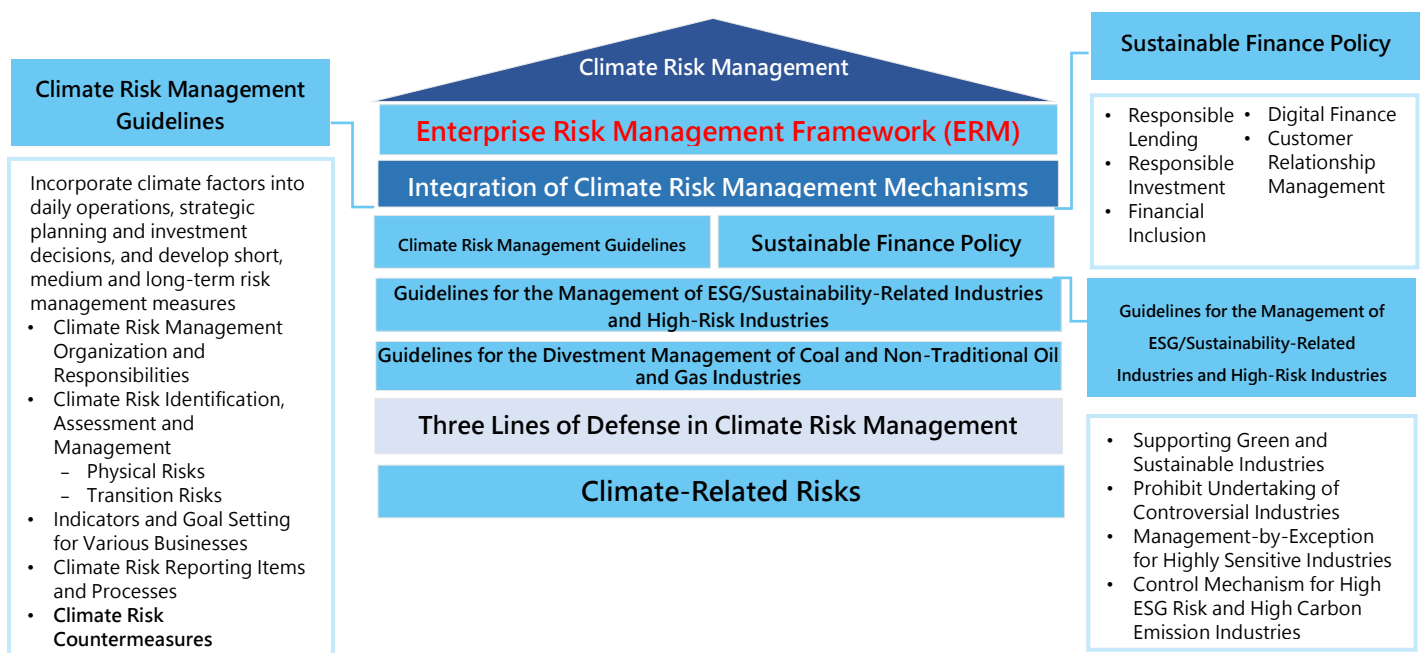 Climate Risk Management
Guidelines
Incorporate climate factors into
daily operations, strategic
planning and investment
decisions, and develop short,
medium and long-term risk
management measures
• Climate Risk Management
Organization and
Responsibilities
• Climate Risk Identification,
Assessment and
Management
– Physical Risks
– Transition Risks
• Indicators and Goal Setting
for Various Businesses
• Climate Risk Reporting Items
and Processes
• Climate Risk
Countermeasures
Climate Risk Management
Enterprise Risk Management Framework (ERM)
Integration of Climate Risk Management Mechanisms
Climate Risk Management Guidelines
Sustainable Finance Policy
Guidelines for the Management of ESG/Sustainability-Related Industries
and High-Risk Industries
Guidelines for the Divestment Management of Coal and Non-Traditional Oil
and Gas Industries
Three Lines of Defense in Climate Risk Management
Climate-Related Risks
Sustainable Finance Policy
• Responsible
Lending
• Responsible
Investment
• Financial
Inclusion
• Digital Finance
• Customer
Relationship
Management
Guidelines for the Management of
ESG/Sustainability-Related
Industries and High-Risk Industries
• Supporting Green and
Sustainable Industries
• Prohibit Undertaking of
Controversial Industries
• Management-by-Exception
for Highly Sensitive Industries
• Control Mechanism for High
ESG Risk and High Carbon
Emission Industries